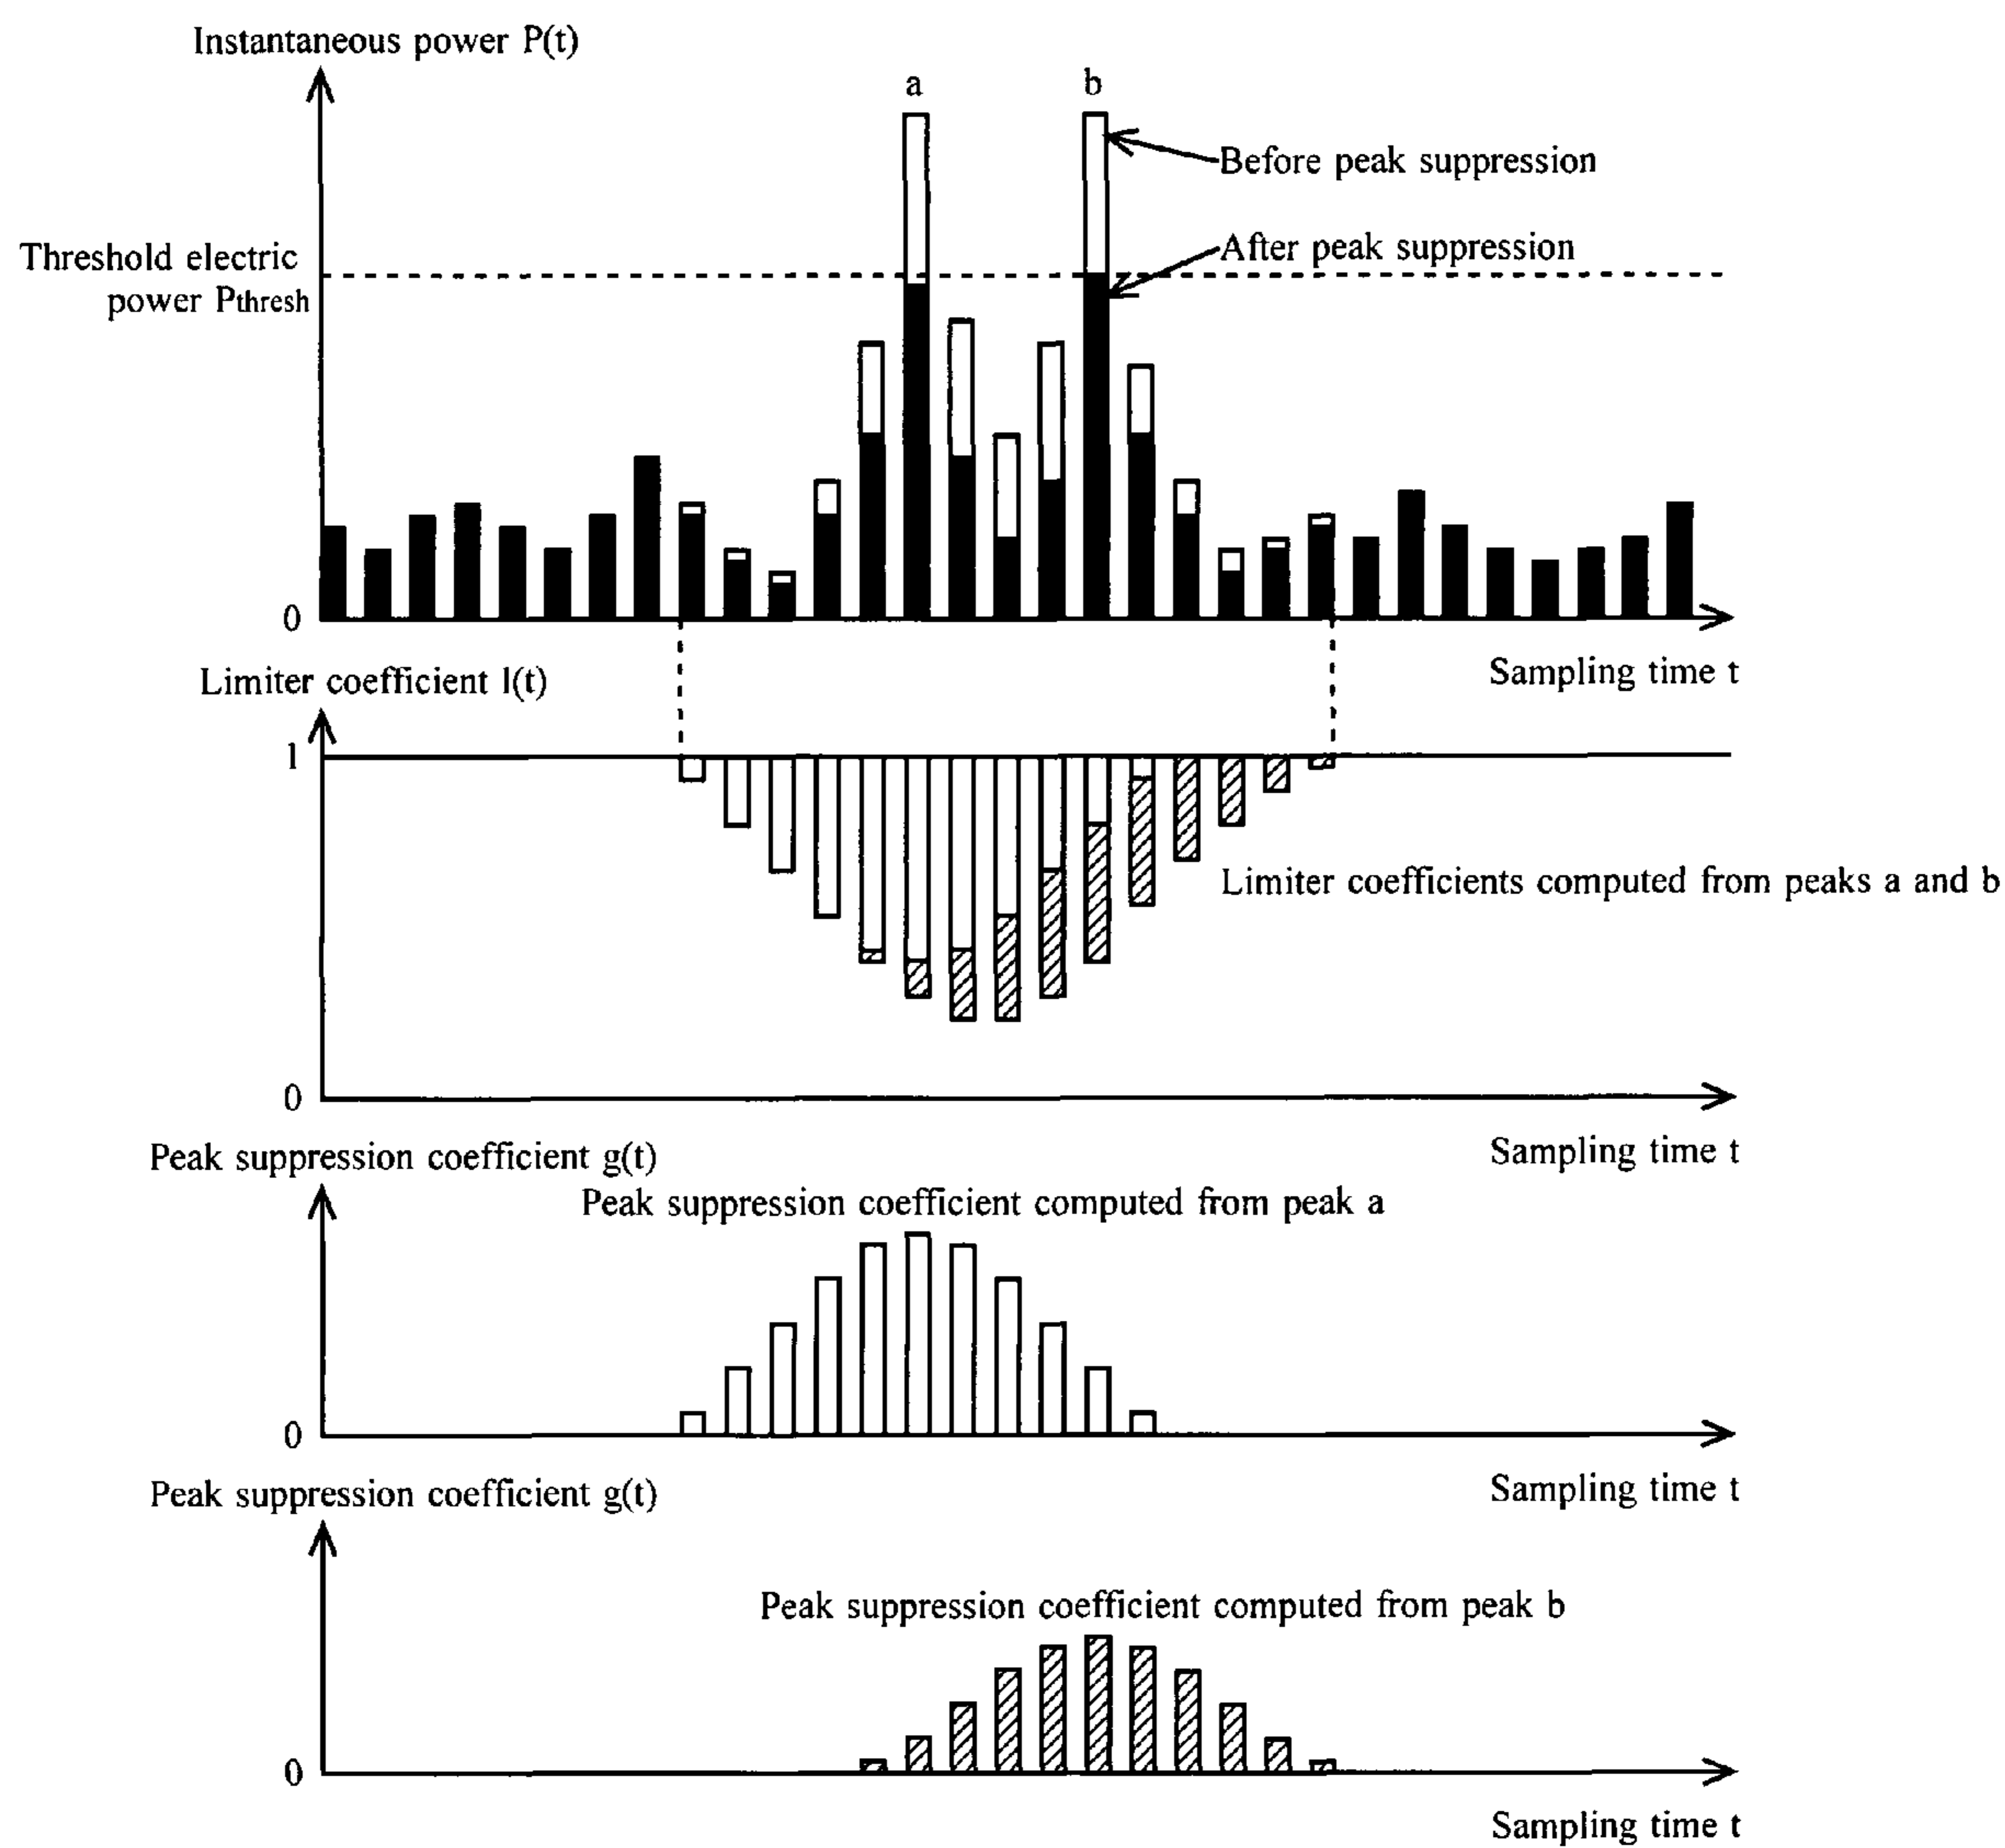 Instantaneous power P(t)
a
b
Before peak suppression
After peak suppression
Threshold electric
power Pthresh
0
Sampling time t
Limiter coefficient l(t)
1
Limiter coefficients computed from peaks a and b
0
Sampling time t
Peak suppression coefficient g(t)
Peak suppression coefficient computed from peak a
0
Sampling time t
Peak suppression coefficient g(t)
Peak suppression coefficient computed from peak b
0
Sampling time t